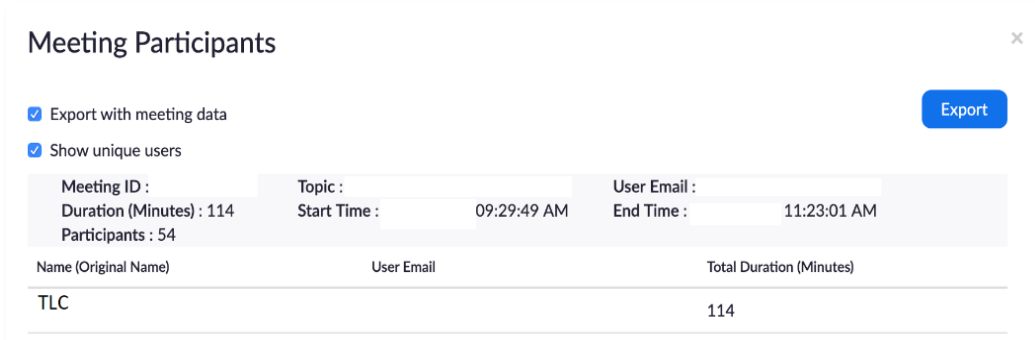 Meeting Participants
×
Export with meeting data
Export
Show unique users
Meeting ID : Topic : User Email :
Duration (Minutes) : 114 Start Time : 09:29:49 AM End Time : 11:23:01 AM
Participants : 54
Name (Original Name) User Email Total Duration (Minutes)
TLC 114